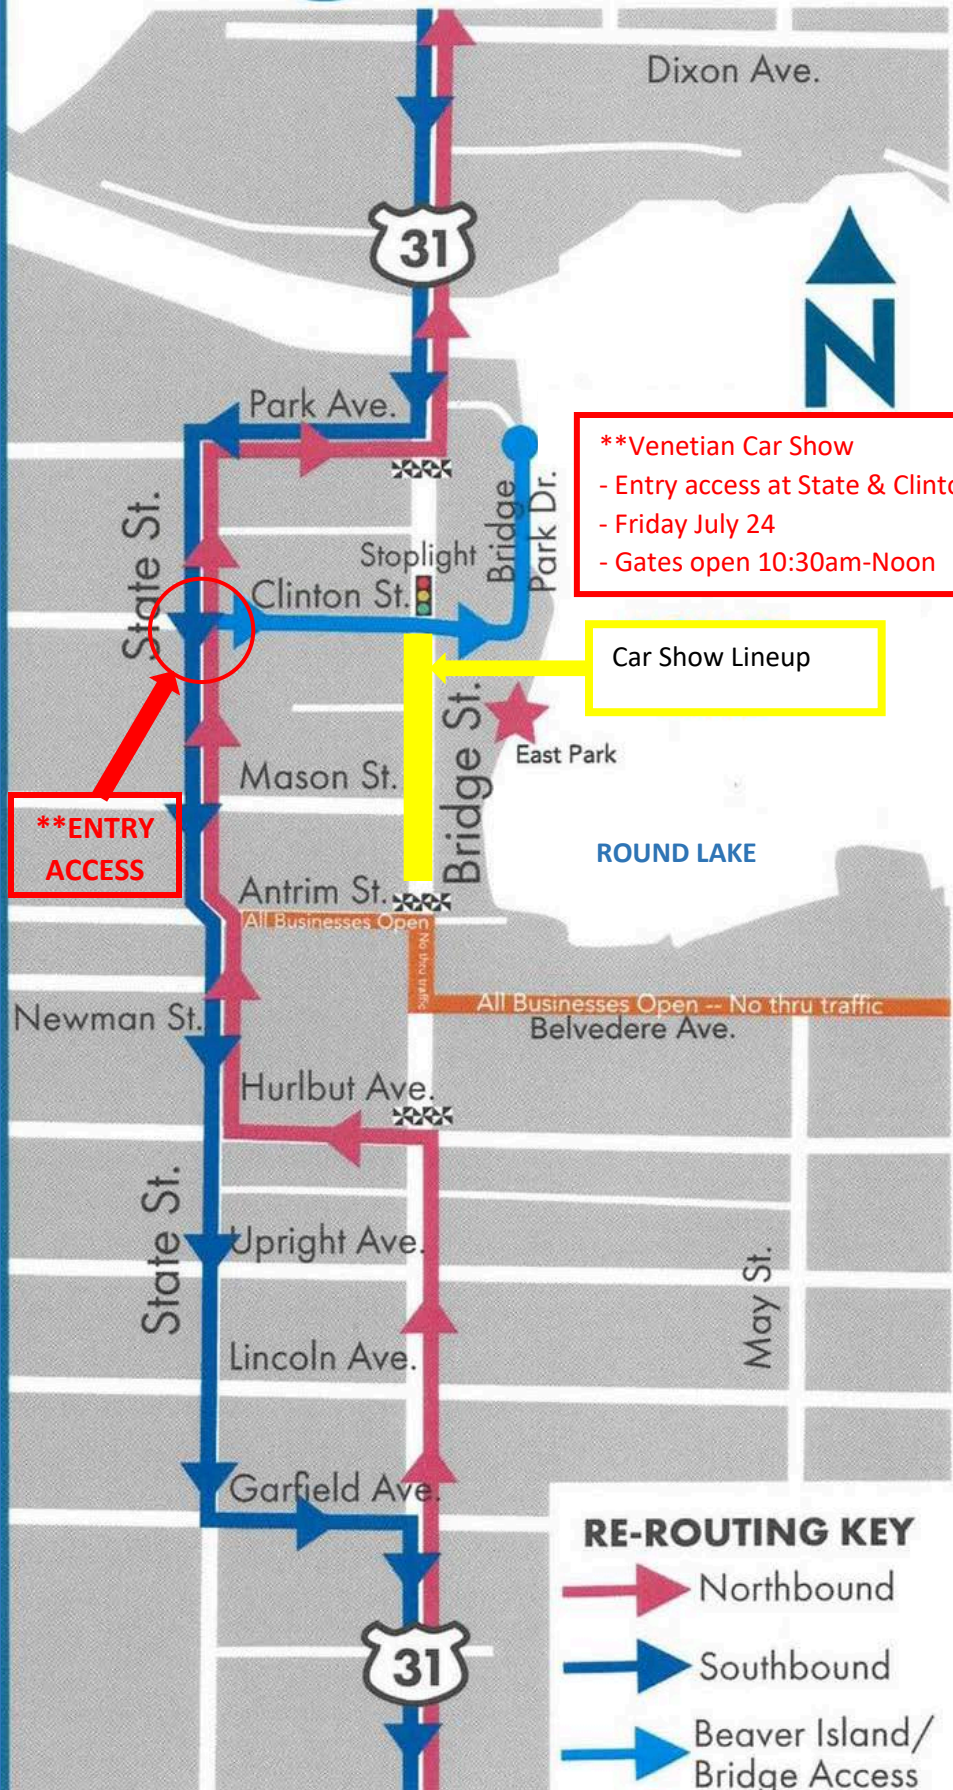 Dixon Ave.
31
N
Park Ave.
**Venetian Car Show
- Entry access at State & Clinto
- Friday July 24
- Gates open 10:30am-Noon
State St.
Bridge
Park Dr.
Stoplight
Clinton St.
Car Show Lineup
Bridge St.
East Park
Mason St.
**ENTRY
ACCESS
ROUND LAKE
Antrim St.
All Businesses Open
No thru traffic
All Businesses Open -- No thru traffic
Belvedere Ave.
Newman St.
Hurlbut Ave.
State St.
Upright Ave.
May St.
Lincoln Ave.
Garfield Ave.
31
RE-ROUTING KEY
Northbound
Southbound
Beaver Island/
Bridge Access